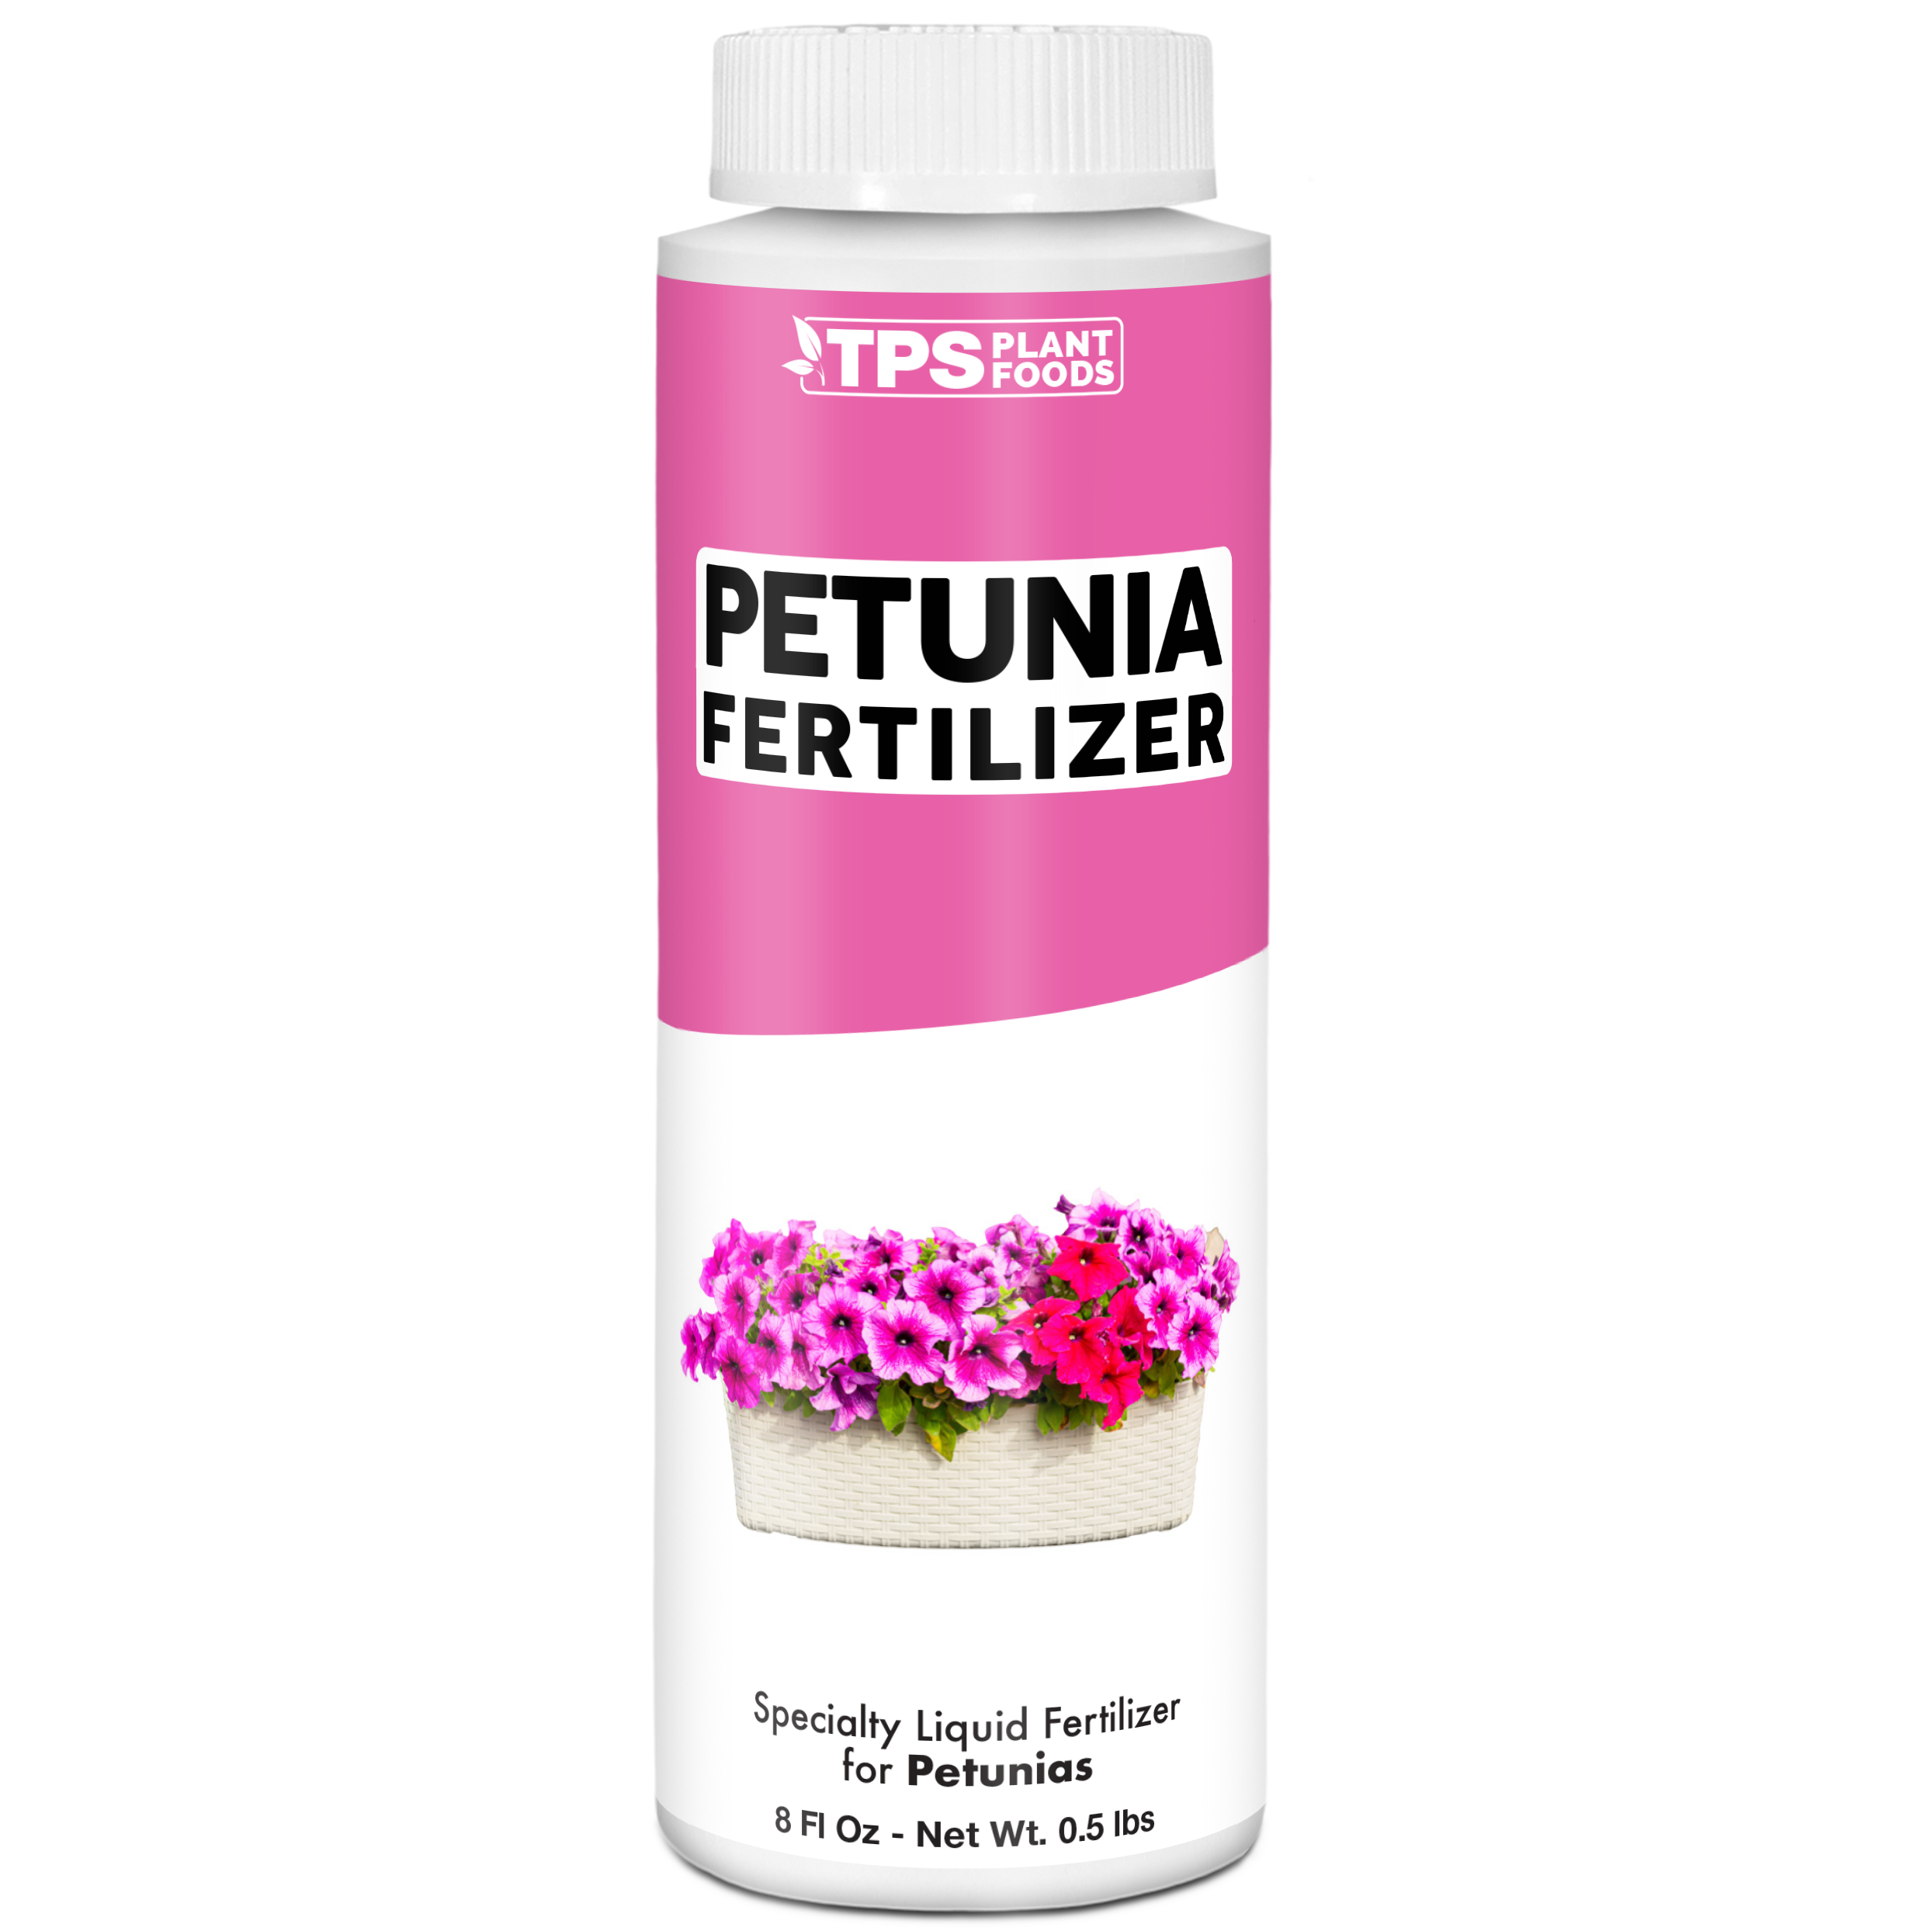 TPS PLANT FOODS
PETUNIA
FERTILIZER
Specialty Liquid Fertilizer
for Petunias
8 Fl Oz - Net Wt. 0.5 lbs